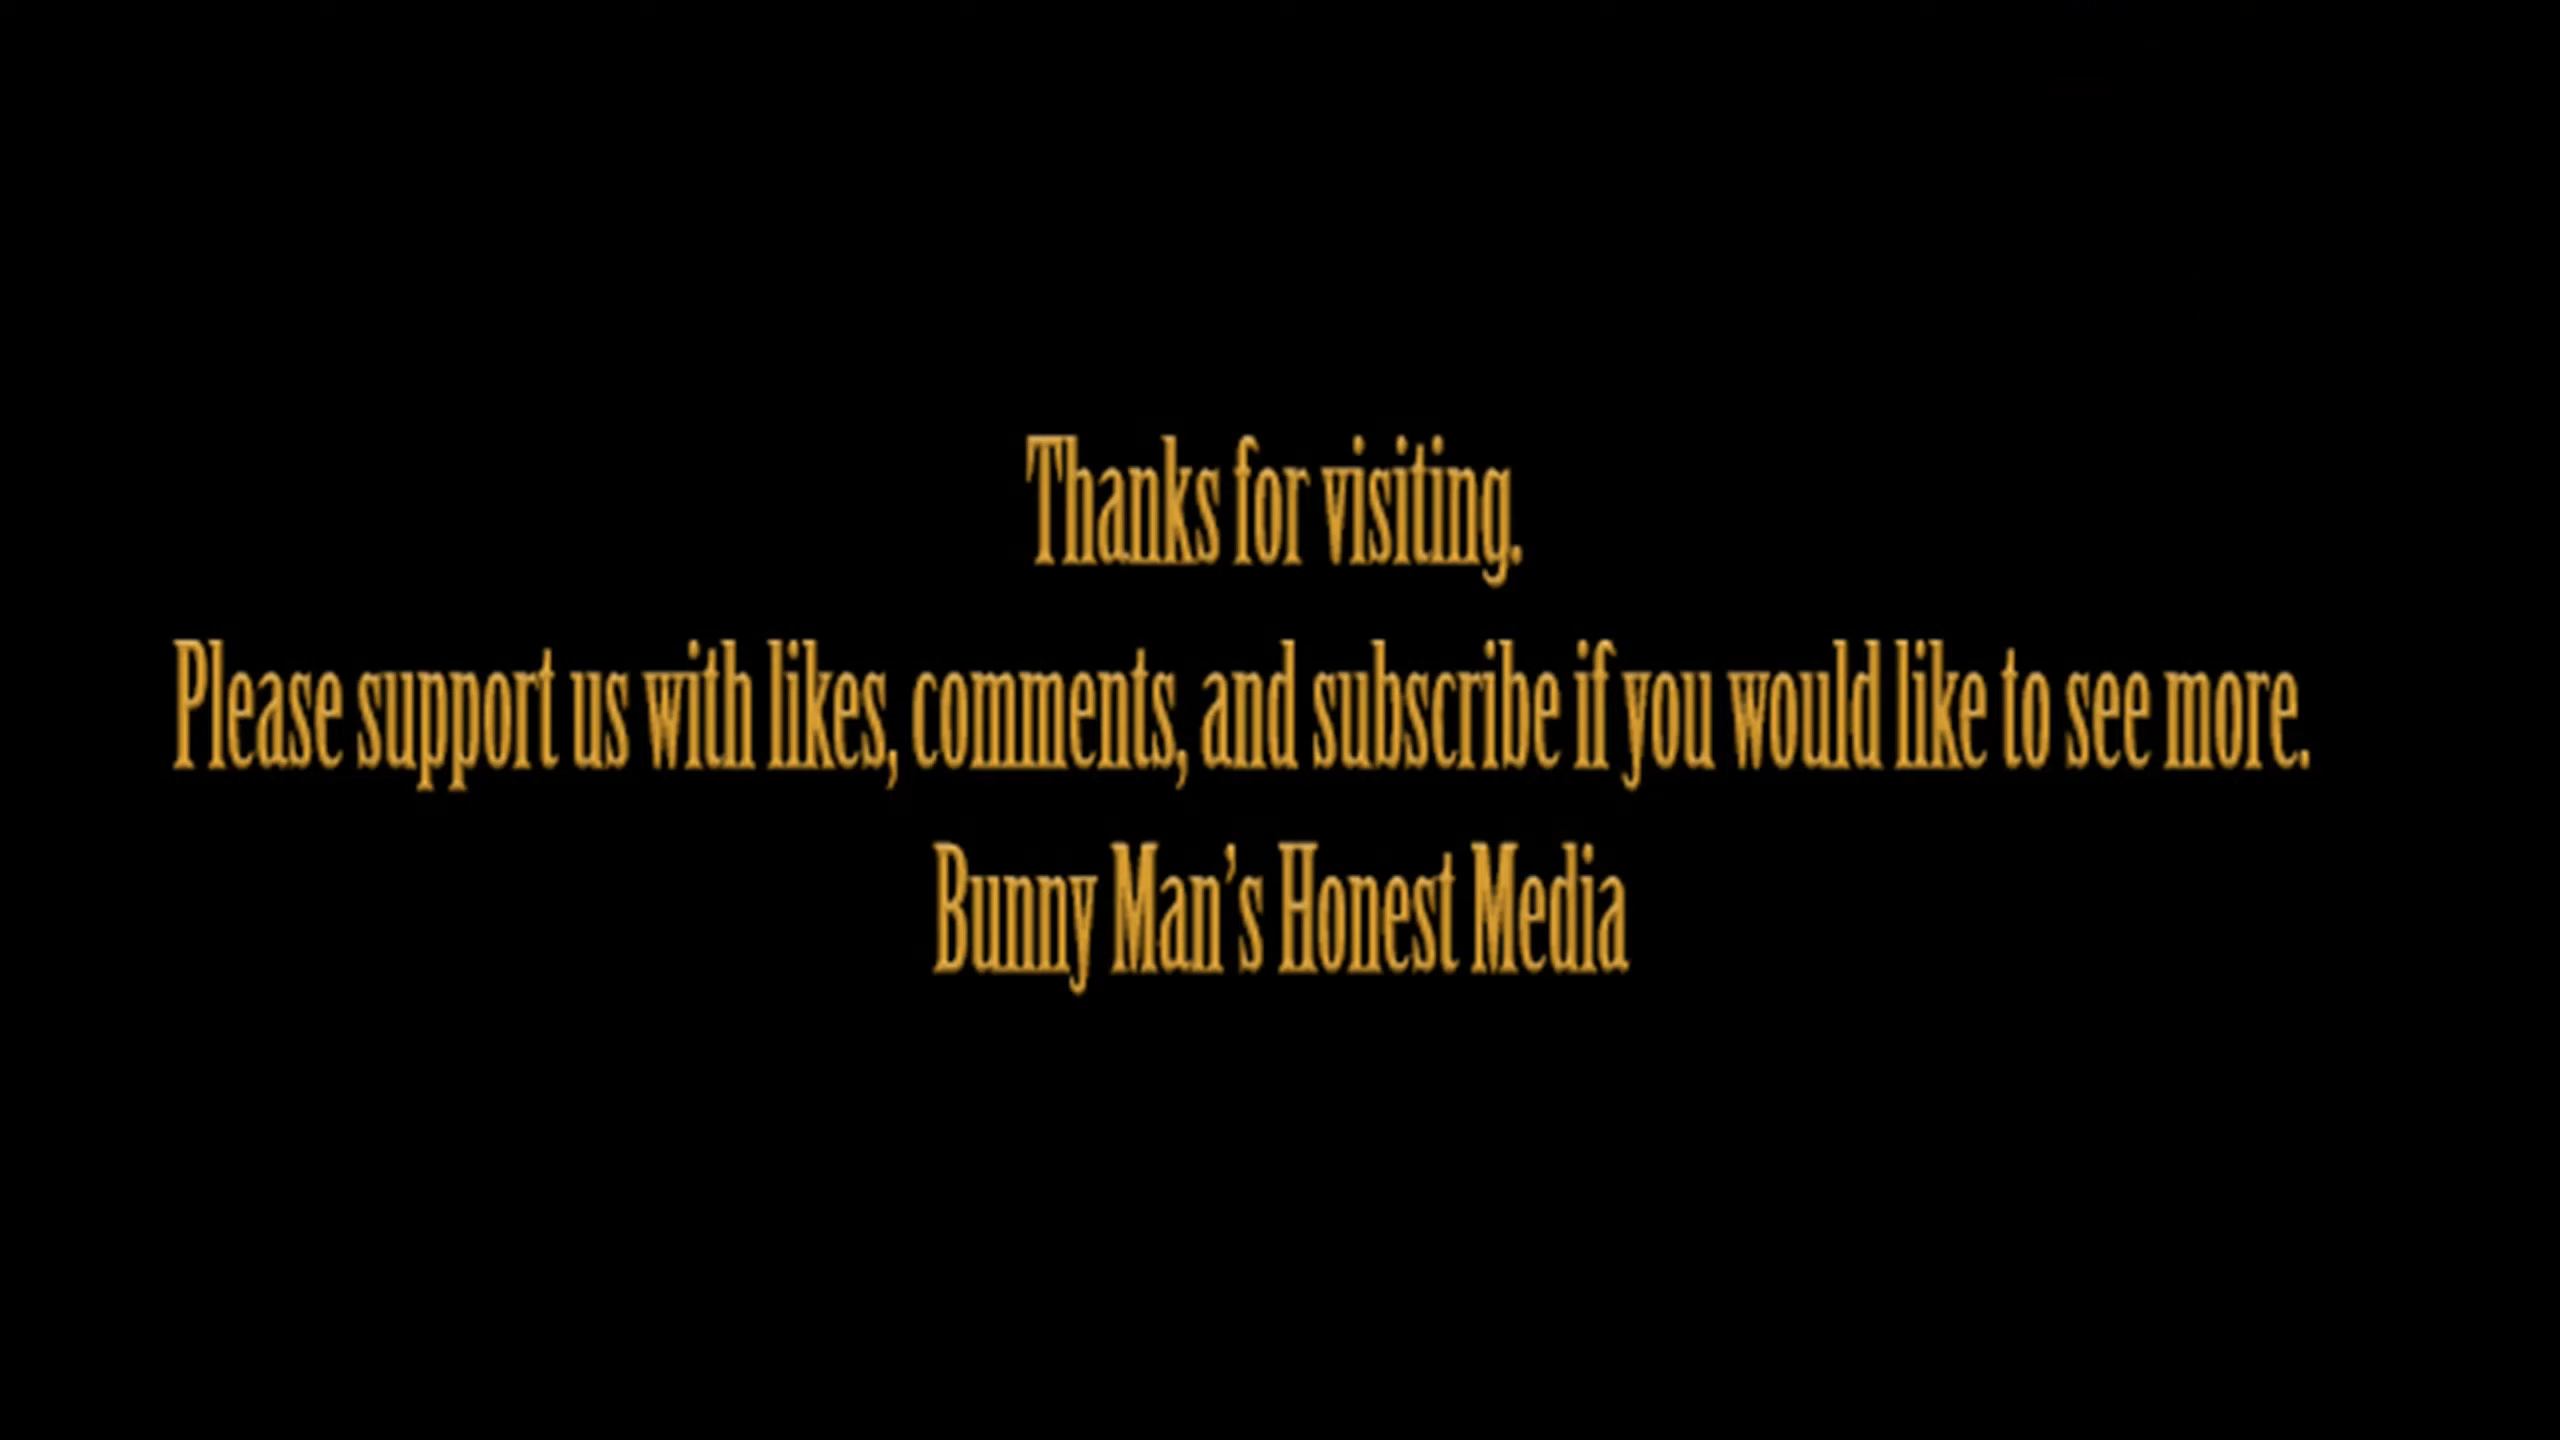 Thanks for visiting.
Please support us with likes, comments, and subscribe if you would like to see more.
Bunny Man’s Honest Media